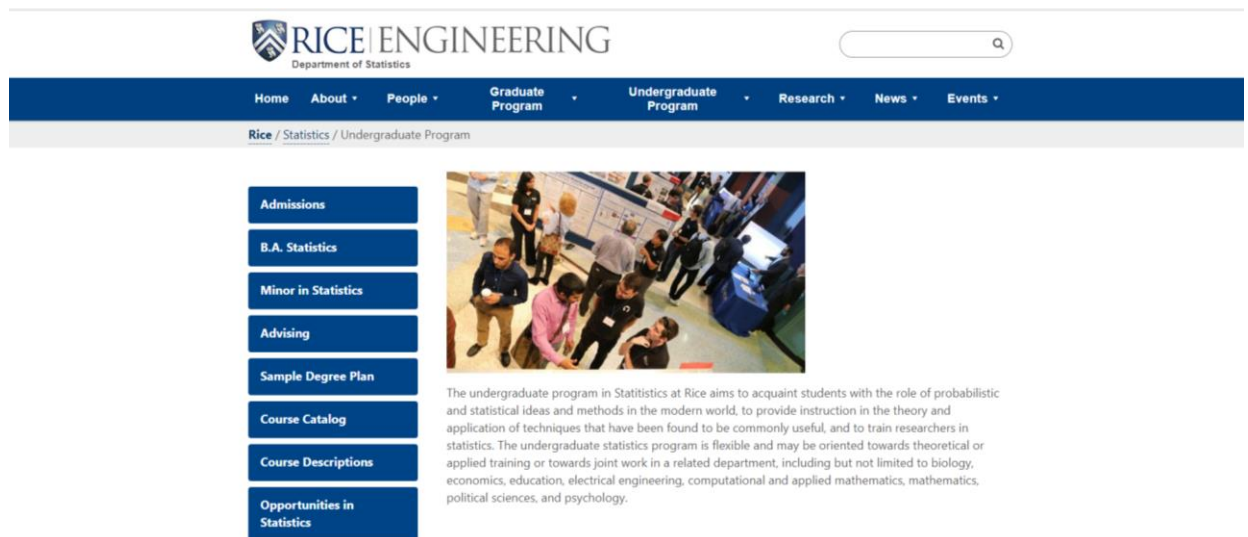 RICE ENGINEERING
Department of Statistics
Home About People Graduate Program Undergraduate Program Research News Events
Rice / Statistics / Undergraduate Program
Admissions
B.A. Statistics
Minor in Statistics
Advising
Sample Degree Plan
Course Catalog
Course Descriptions
Opportunities in
Statistics
The undergraduate program in Statitistics at Rice aims to acquaint students with the role of probabilistic
and statistical ideas and methods in the modern world, to provide instruction in the theory and
application of techniques that have been found to be commonly useful, and to train researchers in
statistics. The undergraduate statistics program is flexible and may be oriented towards theoretical or
applied training or towards joint work in a related department, including but not limited to biology,
economics, education, electrical engineering, computational and applied mathematics, mathematics,
political sciences, and psychology.